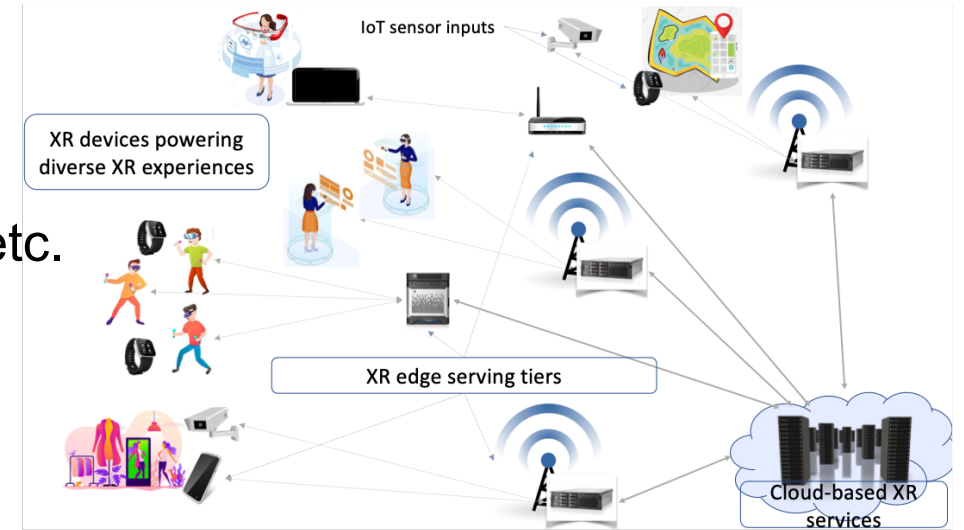 IoT sensor inputs
XR devices powering
diverse XR experiences
etc.
XR edge serving tiers
Cloud-based XR
services